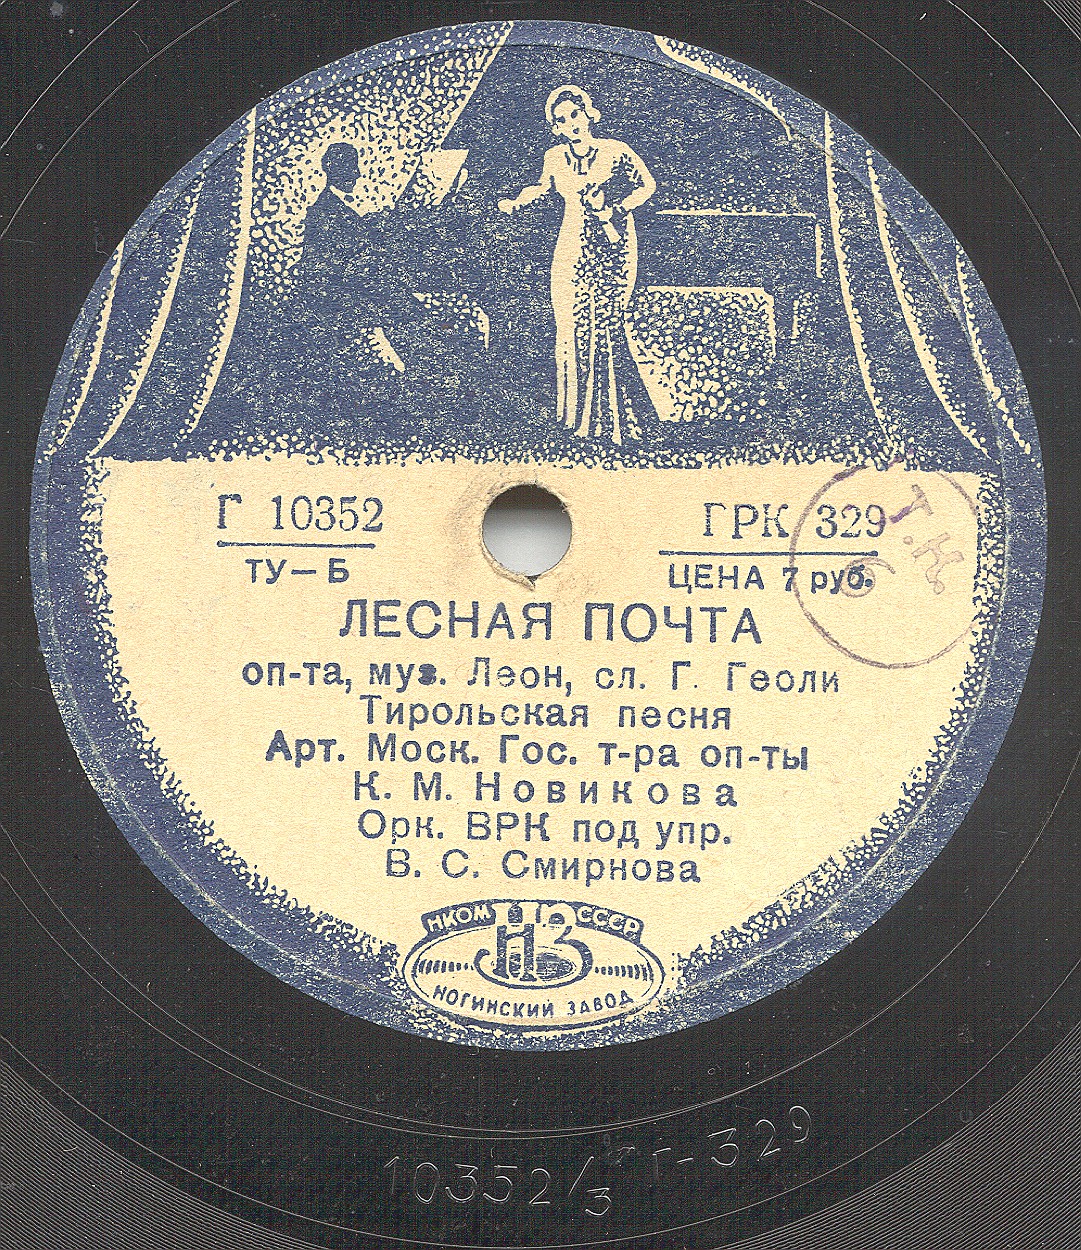 Г 10352
ГРК 329
ТУ—Б
ЦЕНА 7 руб.
Т.К.
6
ЛЕСНАЯ ПОЧТА
оп-та, муз. Леон, сл. Г. Геоли
Тирольская песня
Арт. Моск. Гос. т-ра оп-ты
К. М. Новикова
Орк. ВРК под упр.
В. С. Смирнова
НКОМ НЗ СССР
НОГИНСКИЙ ЗАВОД
10352/3 Г-329